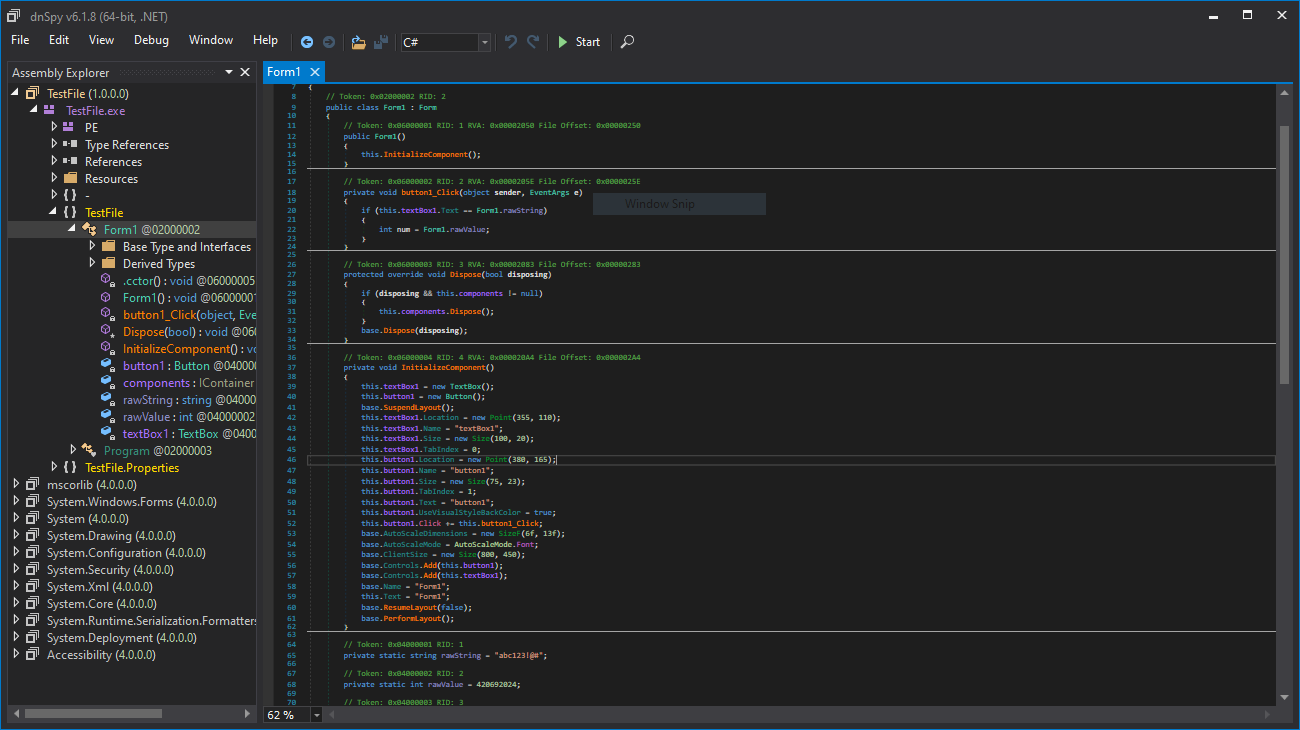 dnSpy v6.1.8 (64-bit, .NET)
File Edit View Debug Window Help C# Start
Assembly Explorer
TestFile (1.0.0.0)
TestFile.exe
PE
Type References
References
Resources
{ } -
{ } TestFile
Form1 @02000002
Base Type and Interfaces
Derived Types
.cctor() : void @06000005
Form1() : void @06000001
button1_Click(object, Eve
Dispose(bool) : void @060
InitializeComponent() : vo
button1 : Button @040000
components : IContainer
rawString : string @04000
rawValue : int @04000002
textBox1 : TextBox @0400
Program @02000003
{ } TestFile.Properties
mscorlib (4.0.0.0)
System.Windows.Forms (4.0.0.0)
System (4.0.0.0)
System.Drawing (4.0.0.0)
System.Configuration (4.0.0.0)
System.Security (4.0.0.0)
System.Xml (4.0.0.0)
System.Core (4.0.0.0)
System.Runtime.Serialization.Formatters
System.Deployment (4.0.0.0)
Accessibility (4.0.0.0)
Form1
7 {
8 // Token: 0x02000002 RID: 2
9 public class Form1 : Form
10 {
11 // Token: 0x06000001 RID: 1 RVA: 0x00002050 File Offset: 0x00000250
12 public Form1()
13 {
14 this.InitializeComponent();
15 }
16
17 // Token: 0x06000002 RID: 2 RVA: 0x0000205E File Offset: 0x0000025E
18 private void button1_Click(object sender, EventArgs e)
19 {
20 if (this.textBox1.Text == Form1.rawString)
21 {
22 int num = Form1.rawValue;
23 }
24 }
25
26 // Token: 0x06000003 RID: 3 RVA: 0x00002083 File Offset: 0x00000283
27 protected override void Dispose(bool disposing)
28 {
29 if (disposing && this.components != null)
30 {
31 this.components.Dispose();
32 }
33 base.Dispose(disposing);
34 }
35
36 // Token: 0x06000004 RID: 4 RVA: 0x000020A4 File Offset: 0x000002A4
37 private void InitializeComponent()
38 {
39 this.textBox1 = new TextBox();
40 this.button1 = new Button();
41 base.SuspendLayout();
42 this.textBox1.Location = new Point(355, 110);
43 this.textBox1.Name = "textBox1";
44 this.textBox1.Size = new Size(100, 20);
45 this.textBox1.TabIndex = 0;
46 this.button1.Location = new Point(380, 165);
47 this.button1.Name = "button1";
48 this.button1.Size = new Size(75, 23);
49 this.button1.TabIndex = 1;
50 this.button1.Text = "button1";
51 this.button1.UseVisualStyleBackColor = true;
52 this.button1.Click += this.button1_Click;
53 base.AutoScaleDimensions = new SizeF(6f, 13f);
54 base.AutoScaleMode = AutoScaleMode.Font;
55 base.ClientSize = new Size(800, 450);
56 base.Controls.Add(this.button1);
57 base.Controls.Add(this.textBox1);
58 base.Name = "Form1";
59 this.Text = "Form1";
60 base.ResumeLayout(false);
61 base.PerformLayout();
62 }
63
64 // Token: 0x04000001 RID: 1
65 private static string rawString = "abc123!@#";
66
67 // Token: 0x04000002 RID: 2
68 private static int rawValue = 420692024;
69
70 // Token: 0x04000003 RID: 3
Window Snip
62 %